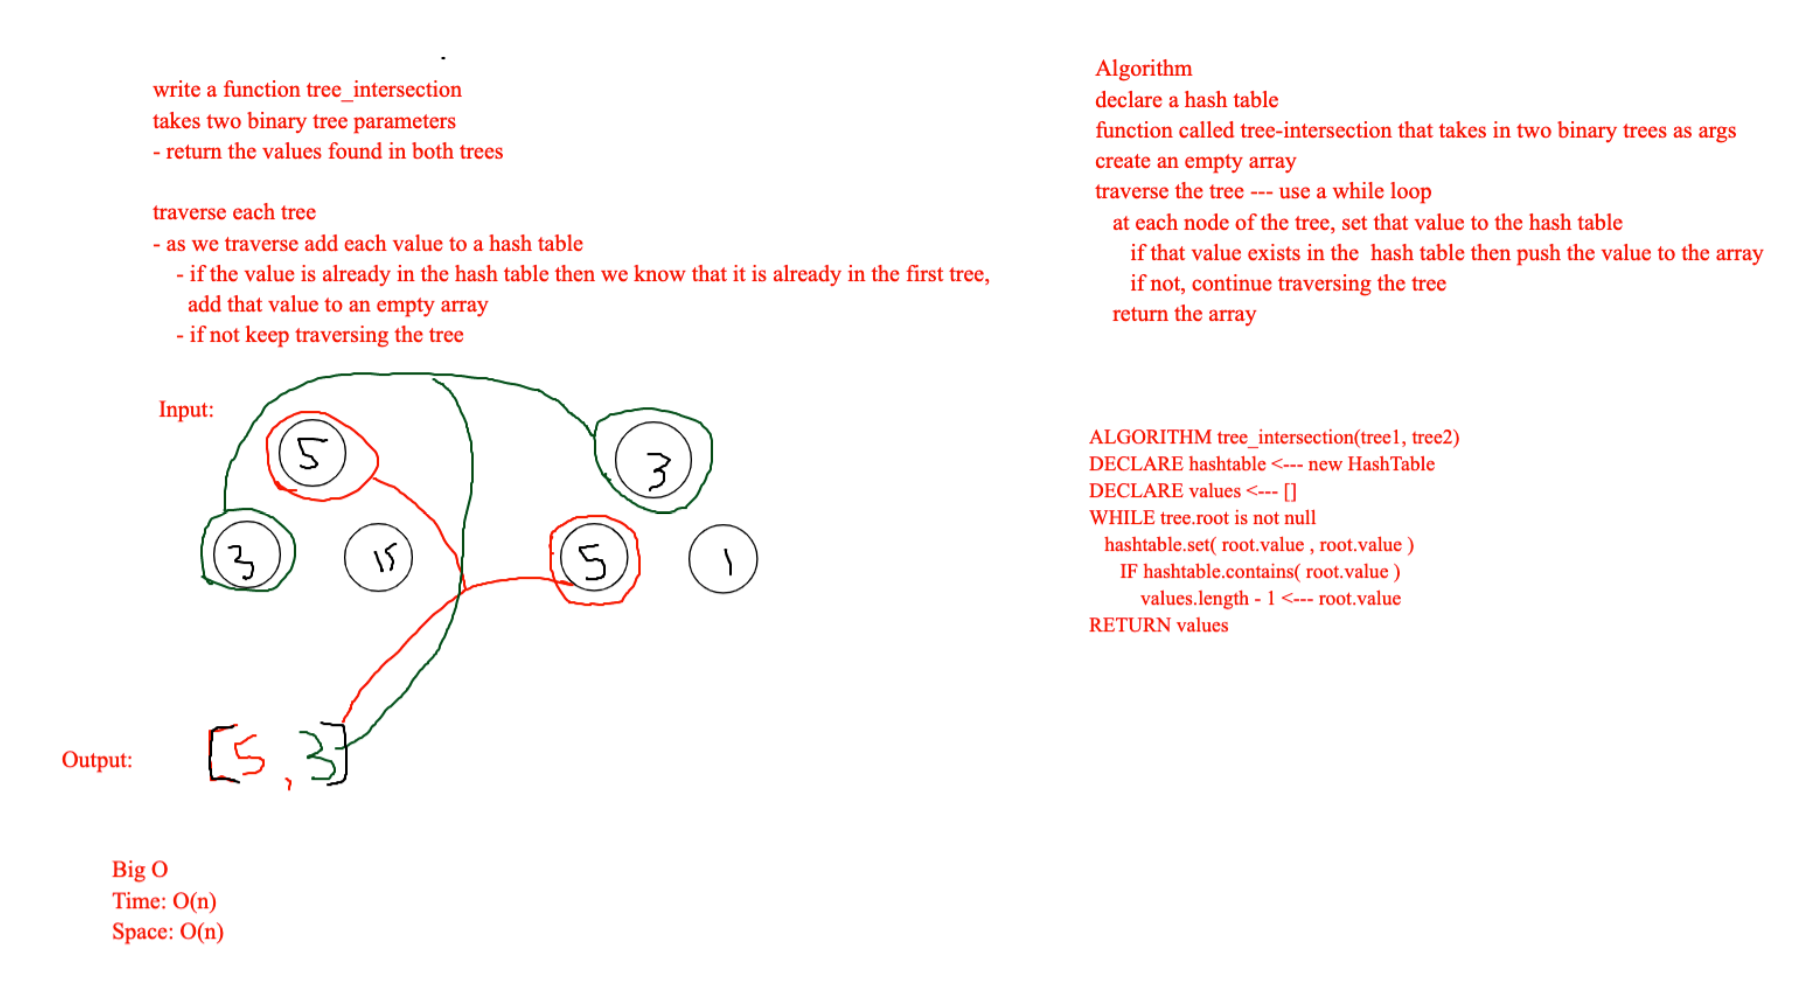 write a function tree_intersection
takes two binary tree parameters
- return the values found in both trees
traverse each tree
- as we traverse add each value to a hash table
- if the value is already in the hash table then we know that it is already in the first tree,
add that value to an empty array
- if not keep traversing the tree
Input:
5
3
3
15
5
1
Output:
[5, 3]
Big O
Time: O(n)
Space: O(n)
Algorithm
declare a hash table
function called tree-intersection that takes in two binary trees as args
create an empty array
traverse the tree --- use a while loop
at each node of the tree, set that value to the hash table
if that value exists in the hash table then push the value to the array
if not, continue traversing the tree
return the array
ALGORITHM tree_intersection(tree1, tree2)
DECLARE hashtable <--- new HashTable
DECLARE values <--- []
WHILE tree.root is not null
hashtable.set( root.value , root.value )
IF hashtable.contains( root.value )
values.length - 1 <--- root.value
RETURN values